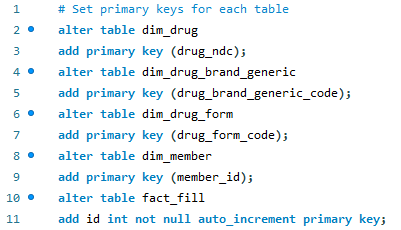 1 # Set primary keys for each table
2 alter table dim_drug
3 add primary key (drug_ndc);
4 alter table dim_drug_brand_generic
5 add primary key (drug_brand_generic_code);
6 alter table dim_drug_form
7 add primary key (drug_form_code);
8 alter table dim_member
9 add primary key (member_id);
10 alter table fact_fill
11 add id int not null auto_increment primary key;